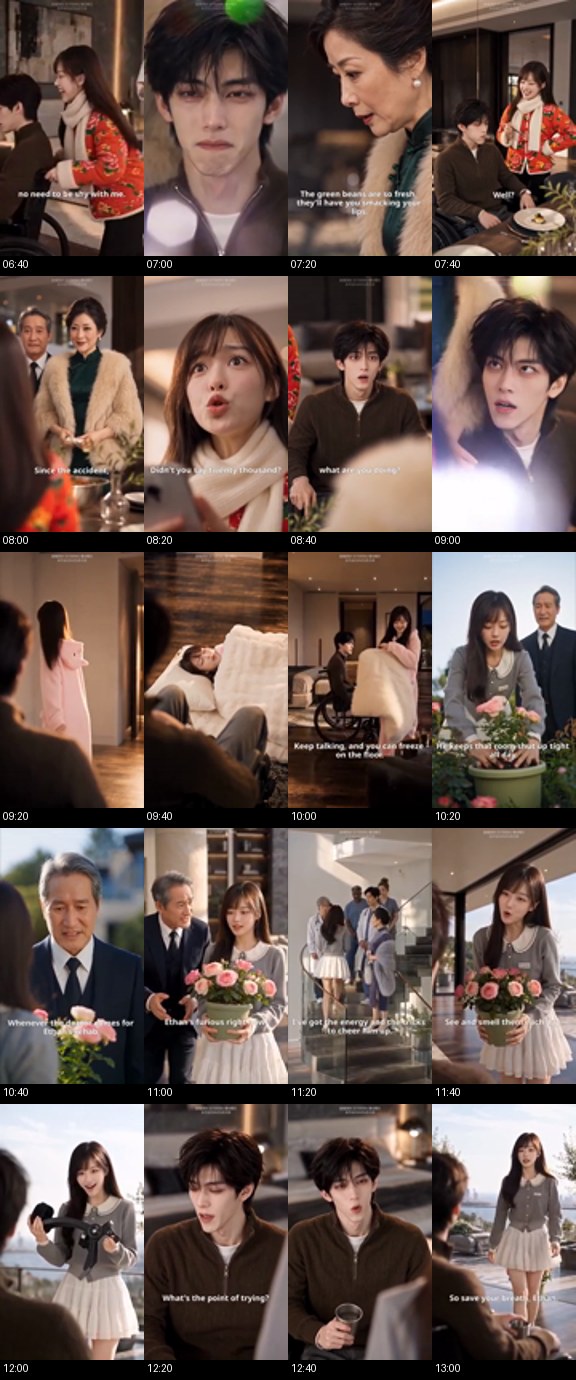 no need to be shy with me.
The green beans are so fresh
they'll have you smacking your
lips.
Well?
06:40
07:00
07:20
07:40
Since the accident,
Didn't you say twenty thousand?
what are you doing?
08:00
08:20
08:40
09:00
Keep talking, and you can freeze
on the floor.
He keeps that room shut up tight
all day.
09:20
09:40
10:00
10:20
Whenever the doctor comes for
Ethan's
Ethan's furious right
I've got the energy and the tricks
to cheer him up.
See and smell them
10:40
11:00
11:20
11:40
What's the point of trying?
So save your breath, Ethan.
12:00
12:20
12:40
13:00